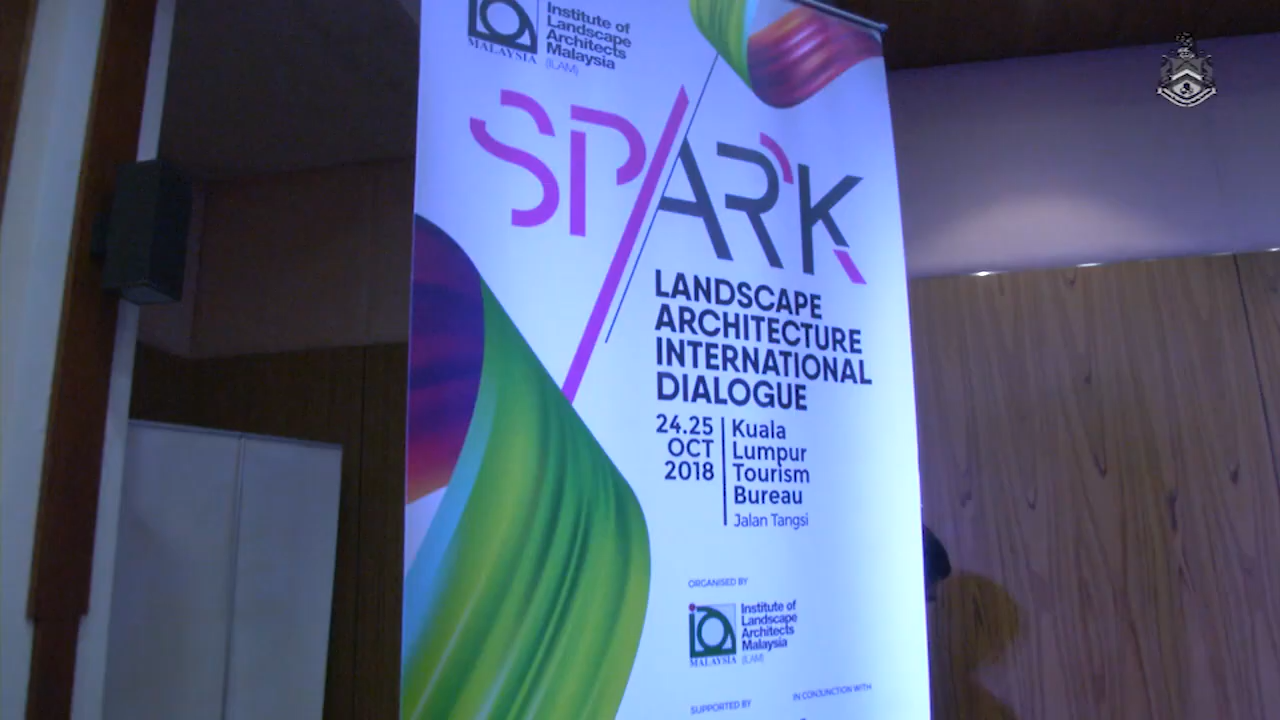 MALAYSIA
Institute of
Landscape
Architects
Malaysia
(ILAM)
SPARK
LANDSCAPE
ARCHITECTURE
INTERNATIONAL
DIALOGUE
24.25
OCT
2018
Kuala
Lumpur
Tourism
Bureau
Jalan Tangsi
ORGANISED BY
MALAYSIA
Institute of
Landscape
Architects
Malaysia
(ILAM)
SUPPORTED BY
IN CONJUNCTION WITH